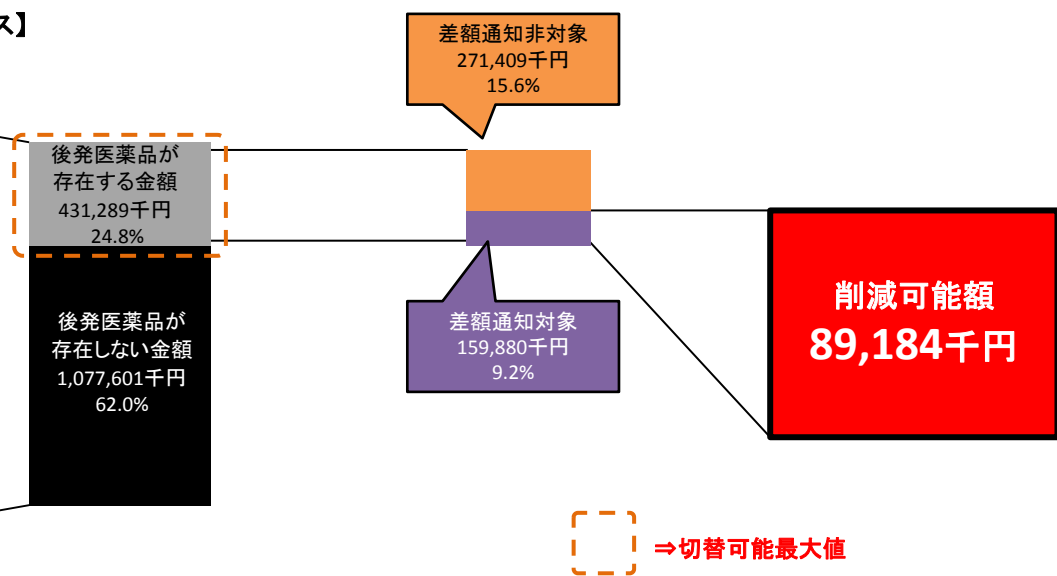 ス】
差額通知非対象
271,409千円
15.6%
後発医薬品が
存在する金額
431,289千円
24.8%
後発医薬品が
存在しない金額
1,077,601千円
62.0%
差額通知対象
159,880千円
9.2%
削減可能額
89,184千円
⇒切替可能最大値